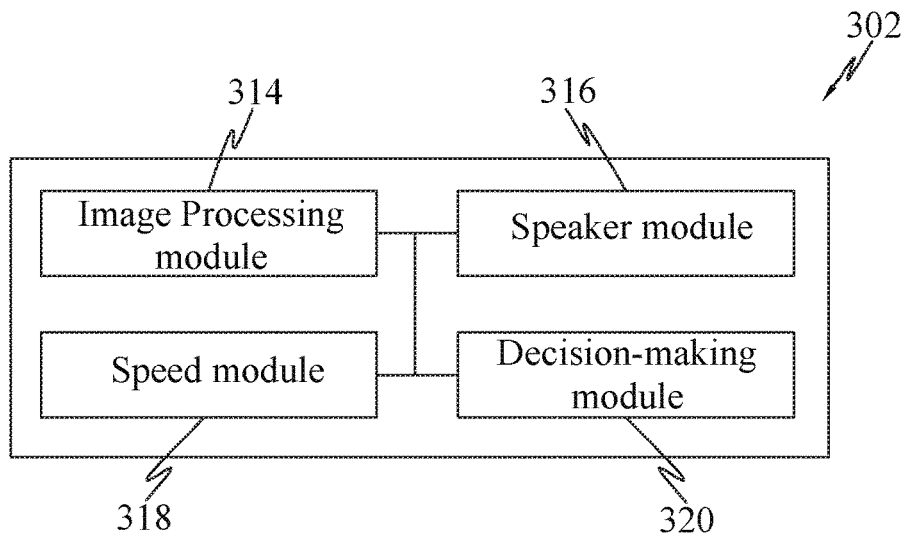 302
314
316
Image Processing
module
Speaker module
Speed module
Decision-making
module
318
320